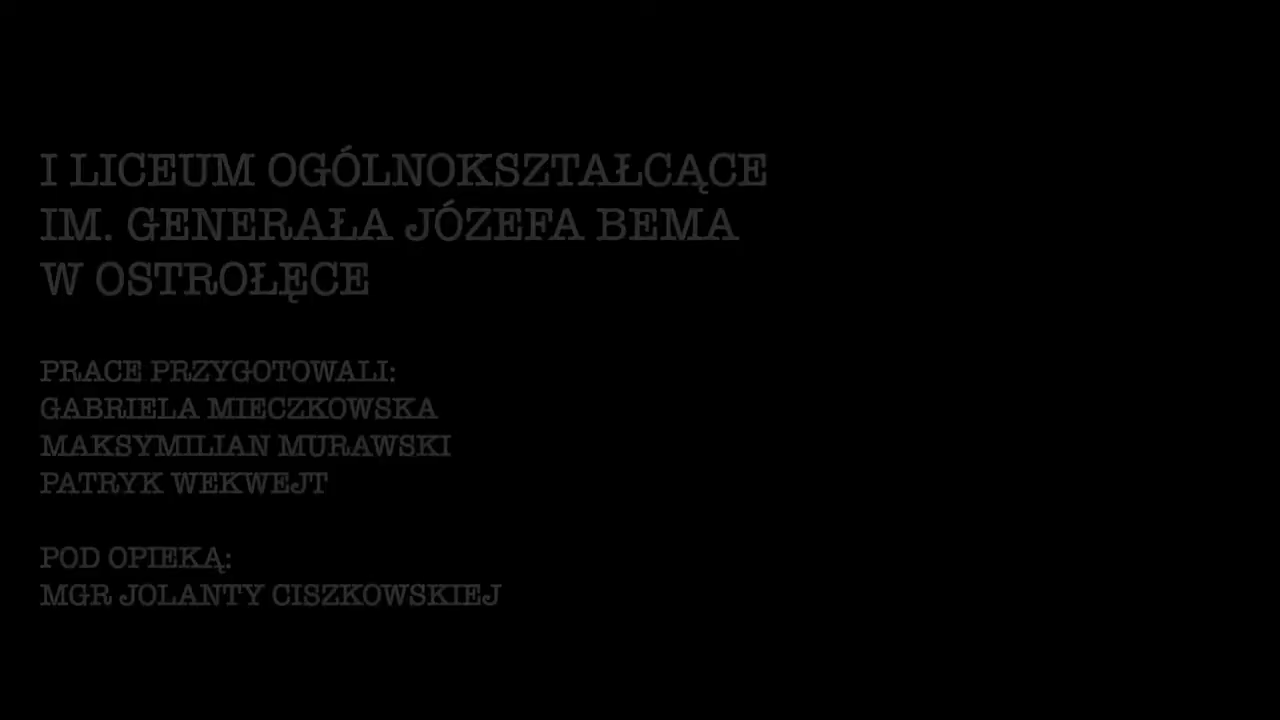 I LICEUM OGÓLNOKSZTAŁCĄCE
IM. GENERAŁA JÓZEFA BEMA
W OSTROŁĘCE
PRACE PRZYGOTOWALI:
GABRIELA MIECZKOWSKA
MAKSYMILIAN MURAWSKI
PATRYK WEKWEJT
POD OPIEKĄ:
MGR JOLANTY CISZKOWSKIEJ